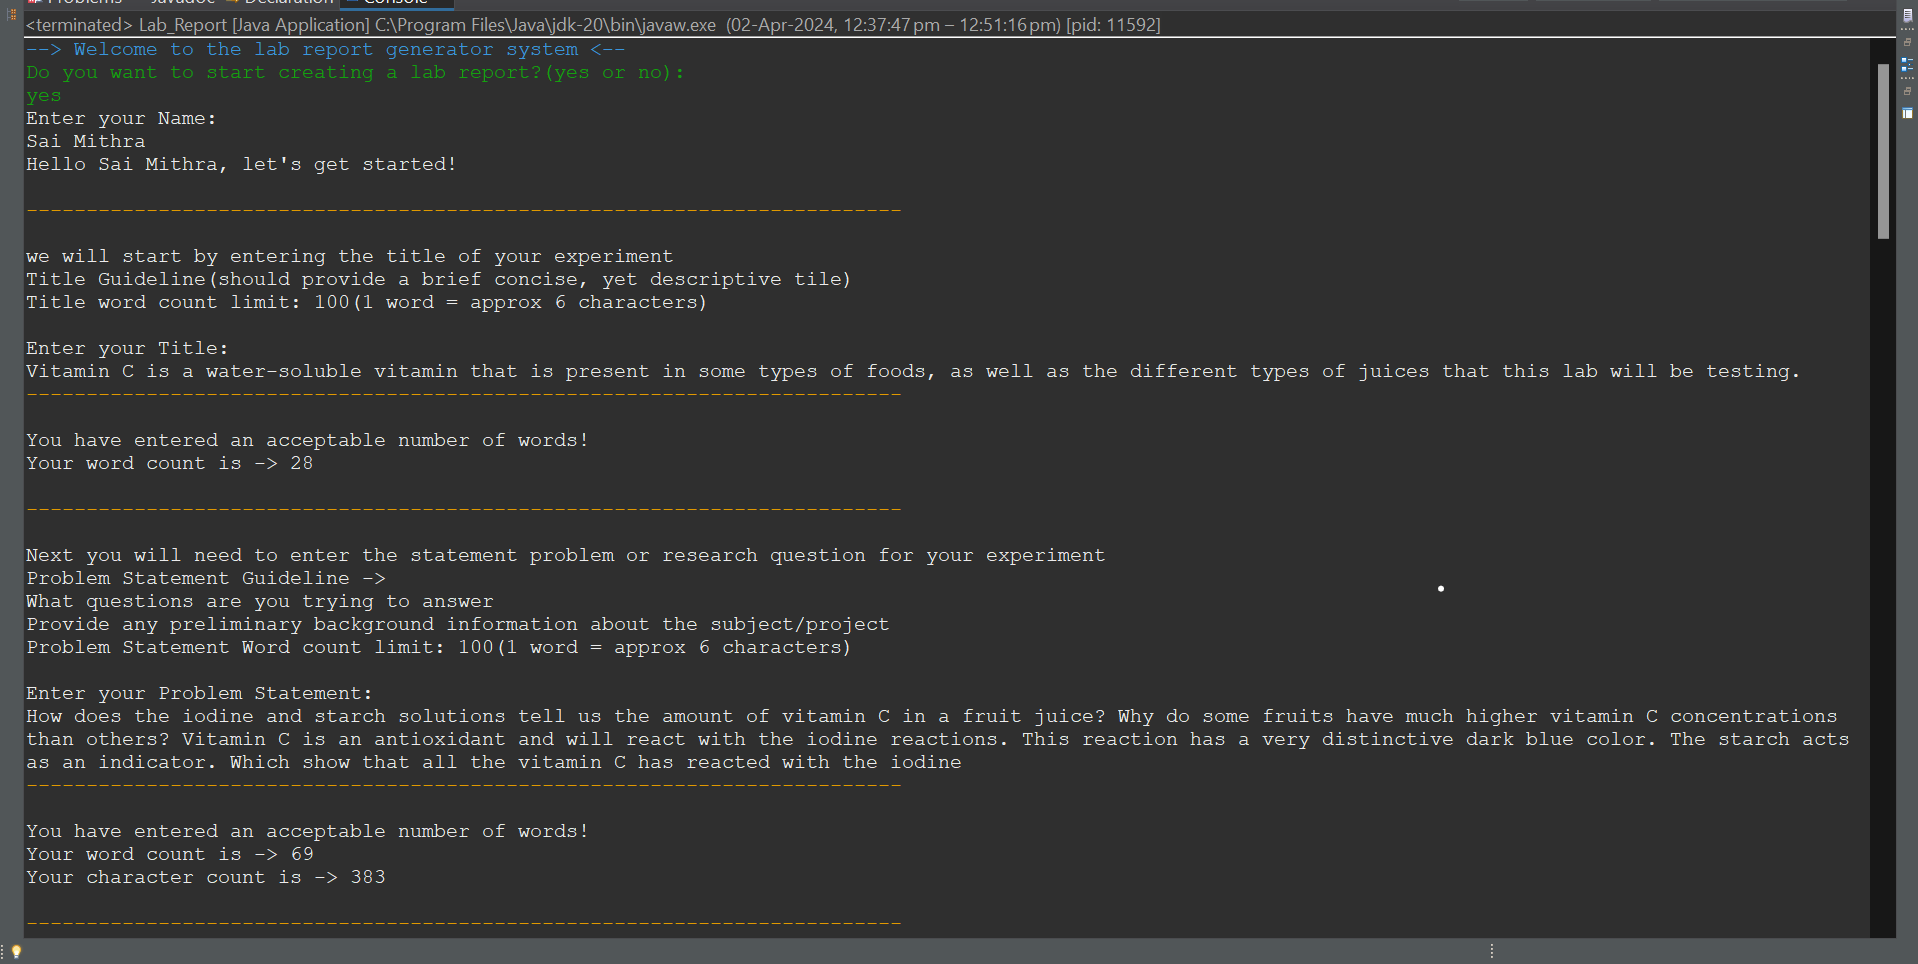 Problems Javadoc Declaration Console
<terminated> Lab_Report [Java Application] C:\Program Files\Java\jdk-20\bin\javaw.exe (02-Apr-2024, 12:37:47 pm – 12:51:16 pm) [pid: 11592]
--> Welcome to the lab report generator system <--
Do you want to start creating a lab report?(yes or no):
yes
Enter your Name:
Sai Mithra
Hello Sai Mithra, let's get started!
-------------------------------------------------------------------------
we will start by entering the title of your experiment
Title Guideline(should provide a brief concise, yet descriptive tile)
Title word count limit: 100(1 word = approx 6 characters)
Enter your Title:
Vitamin C is a water-soluble vitamin that is present in some types of foods, as well as the different types of juices that this lab will be testing.
-------------------------------------------------------------------------
You have entered an acceptable number of words!
Your word count is -> 28
-------------------------------------------------------------------------
Next you will need to enter the statement problem or research question for your experiment
Problem Statement Guideline ->
What questions are you trying to answer
Provide any preliminary background information about the subject/project
Problem Statement Word count limit: 100(1 word = approx 6 characters)
Enter your Problem Statement:
How does the iodine and starch solutions tell us the amount of vitamin C in a fruit juice? Why do some fruits have much higher vitamin C concentrations
than others? Vitamin C is an antioxidant and will react with the iodine reactions. This reaction has a very distinctive dark blue color. The starch acts
as an indicator. Which show that all the vitamin C has reacted with the iodine
-------------------------------------------------------------------------
You have entered an acceptable number of words!
Your word count is -> 69
Your character count is -> 383
-------------------------------------------------------------------------